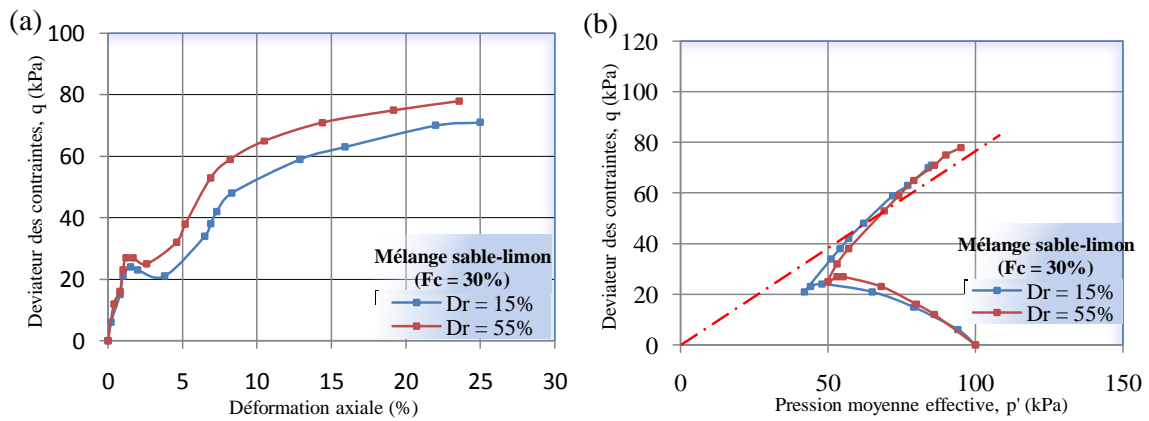 (a)
Deviateur des contraintes, q (kPa)
100
80
60
40
20
0
0 5 10 15 20 25 30
Déformation axiale (%)
Mélange sable-limon
(Fc = 30%)
Dr = 15%
Dr = 55%
(b)
Deviateur des contraintes, q (kPa)
120
100
80
60
40
20
0
0 50 100 150
Pression moyenne effective, p' (kPa)
Mélange sable-limon
(Fc = 30%)
Dr = 15%
Dr = 55%